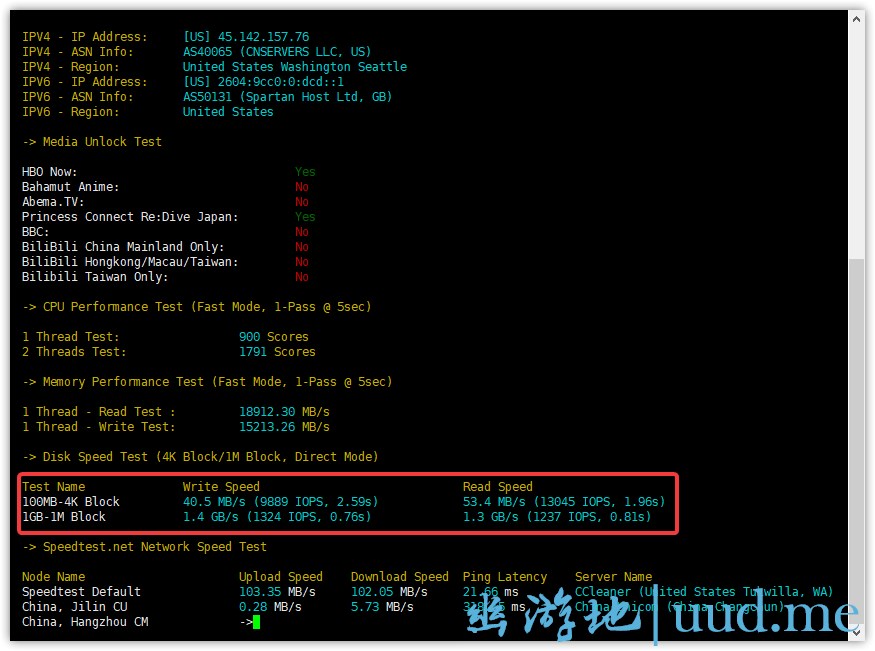 IPV4 - IP Address: [US] 45.142.157.76
IPV4 - ASN Info: AS40065 (CNSERVERS LLC, US)
IPV4 - Region: United States Washington Seattle
IPV6 - IP Address: [US] 2604:9cc0:0:dcd::1
IPV6 - ASN Info: AS50131 (Spartan Host Ltd, GB)
IPV6 - Region: United States
-> Media Unlock Test
HBO Now: Yes
Bahamut Anime: No
Abema.TV: No
Princess Connect Re:Dive Japan: Yes
BBC: No
BiliBili China Mainland Only: No
BiliBili Hongkong/Macau/Taiwan: No
Bilibili Taiwan Only: No
-> CPU Performance Test (Fast Mode, 1-Pass @ 5sec)
1 Thread Test: 900 Scores
2 Threads Test: 1791 Scores
-> Memory Performance Test (Fast Mode, 1-Pass @ 5sec)
1 Thread - Read Test : 18912.30 MB/s
1 Thread - Write Test: 15213.26 MB/s
-> Disk Speed Test (4K Block/1M Block, Direct Mode)
Test Name Write Speed Read Speed
100MB-4K Block 40.5 MB/s (9889 IOPS, 2.59s) 53.4 MB/s (13045 IOPS, 1.96s)
1GB-1M Block 1.4 GB/s (1324 IOPS, 0.76s) 1.3 GB/s (1237 IOPS, 0.81s)
-> Speedtest.net Network Speed Test
Node Name Upload Speed Download Speed Ping Latency Server Name
Speedtest Default 103.35 MB/s 102.05 MB/s 21.66 ms CCleaner (United States Tukwilla, WA)
China, Jilin CU 0.28 MB/s 5.73 MB/s ms China Unicom (China Changchun)
China, Hangzhou CM ->
幽游地|uud.me